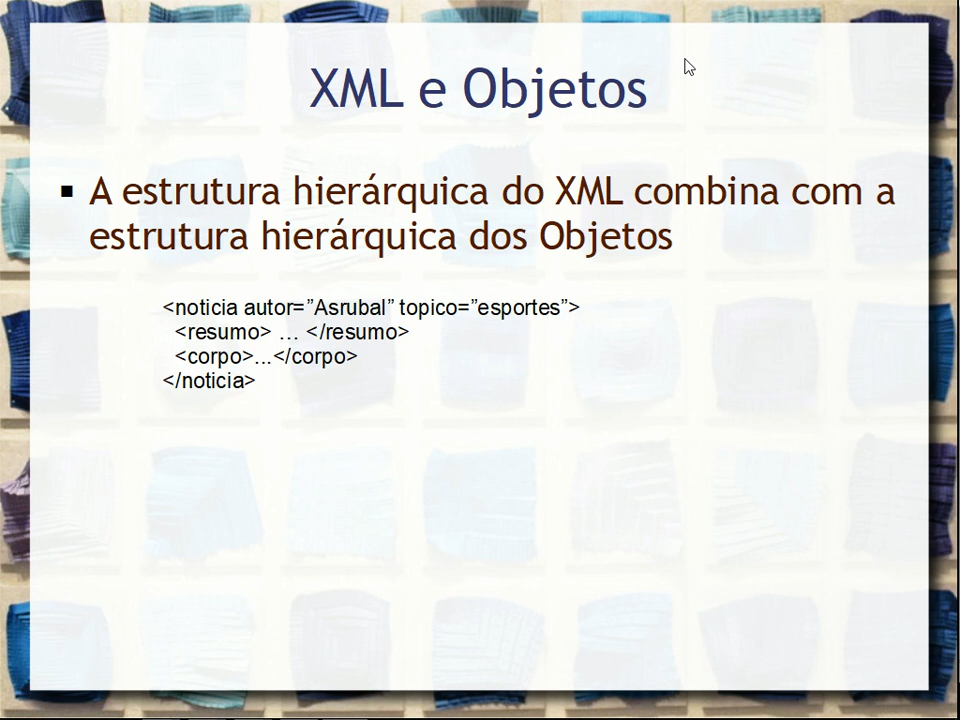 XML e Objetos
▪ A estrutura hierárquica do XML combina com a
estrutura hierárquica dos Objetos
<noticia autor=”Asrubal” topico=”esportes”>
<resumo> … </resumo>
<corpo>...</corpo>
</noticia>